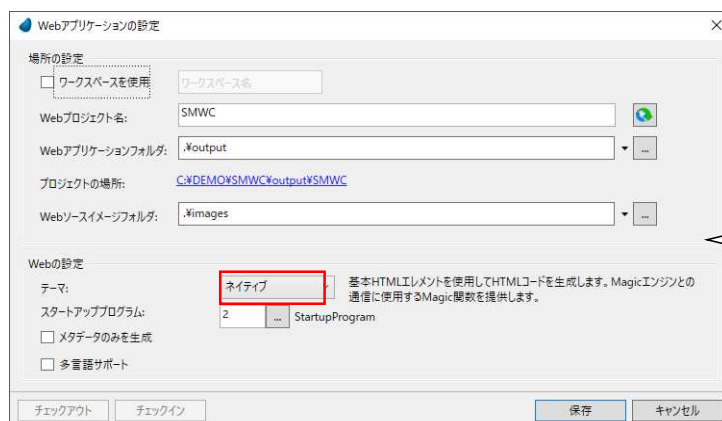 Webアプリケーションの設定
場所の設定
ワークスペースを使用 ワークスペース名
Webプロジェクト名: SMWC
Webアプリケーションフォルダ: .¥output ...
プロジェクトの場所: C:¥DEMO¥SMWC¥output¥SMWC
Webソースイメージフォルダ: .¥images ...
Webの設定
テーマ: ネイティブ 基本HTMLエレメントを使用してHTMLコードを生成します。Magicエンジンとの
通信に使用するMagic関数を提供します。
スタートアッププログラム: 2 ... StartupProgram
メタデータのみを生成
多言語サポート
チェックアウト チェックイン 保存 キャンセル